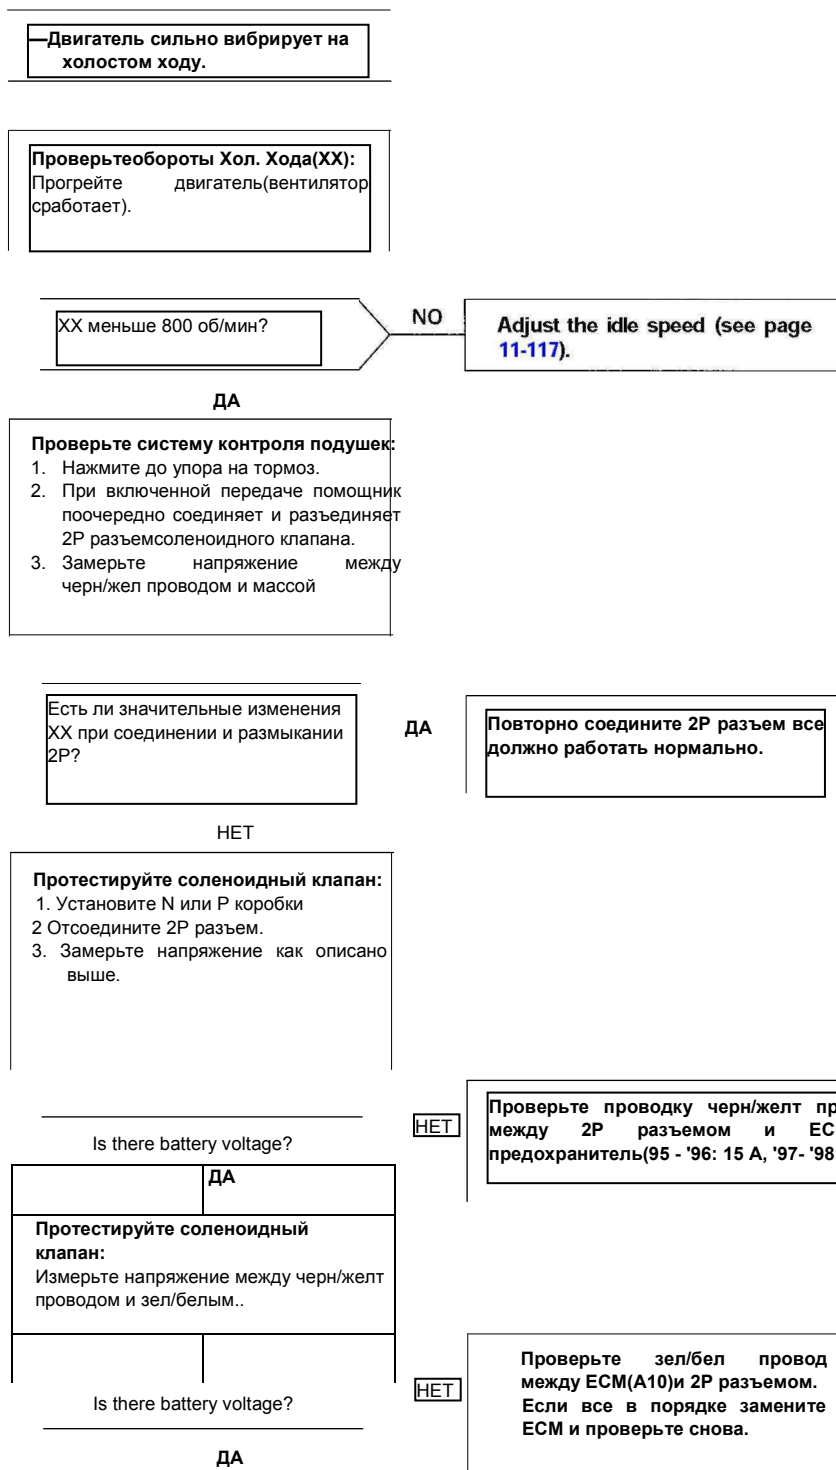 —Двигатель сильно вибрирует на
холостом ходу.
Проверьтеобороты Хол. Хода(ХХ):
Прогрейте двигатель(вентилятор
сработает).
ХХ меньше 800 об/мин?
NO
Adjust the idle speed (see page
11-117).
ДА
Проверьте систему контроля подушек:
1. Нажмите до упора на тормоз.
2. При включенной передаче помощник
поочередно соединяет и разъединяет
2Р разъемсоленоидного клапана.
3. Замерьте напряжение между
черн/жел проводом и массой
Есть ли значительные изменения
ХХ при соединении и размыкании
2Р?
ДА
Повторно соедините 2Р разъем все
должно работать нормально.
НЕТ
Протестируйте соленоидный клапан:
1. Установите N или P коробки
2 Отсоедините 2Р разъем.
3. Замерьте напряжение как описано
выше.
Is there battery voltage?
НЕТ
Проверьте проводку черн/желт
между 2Р разъемом и
предохранитель(95 - '96: 15 А, '97- '98
ДА
Протестируйте соленоидный
клапан:
Измерьте напряжение между черн/желт
проводом и зел/белым..
Is there battery voltage?
НЕТ
Проверьте зел/бел провод
между ECM(A10)и 2Р разъемом.
Если все в порядке замените
ECM и проверьте снова.
ДА